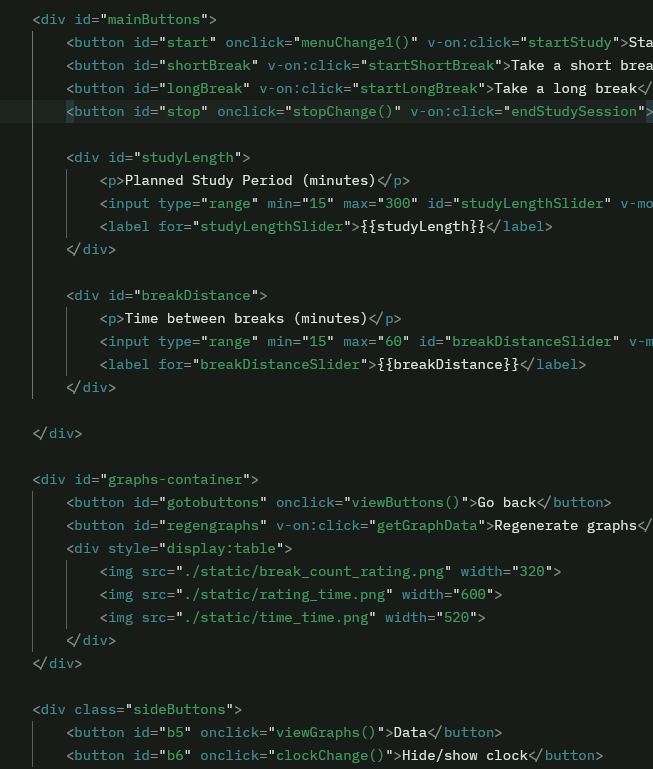 <div id="mainButtons">
<button id="start" onclick="menuChange1()" v-on:click="startStudy">Sta
<button id="shortBreak" v-on:click="startShortBreak">Take a short brea
<button id="longBreak" v-on:click="startLongBreak">Take a long break</
<button id="stop" onclick="stopChange()" v-on:click="endStudySession">
<div id="studyLength">
<p>Planned Study Period (minutes)</p>
<input type="range" min="15" max="300" id="studyLengthSlider" v-mo
<label for="studyLengthSlider">{{studyLength}}</label>
</div>
<div id="breakDistance">
<p>Time between breaks (minutes)</p>
<input type="range" min="15" max="60" id="breakDistanceSlider" v-m
<label for="breakDistanceSlider">{{breakDistance}}</label>
</div>
</div>
<div id="graphs-container">
<button id="gotobuttons" onclick="viewButtons()">Go back</button>
<button id="regengraphs" v-on:click="getGraphData">Regenerate graphs</
<div style="display:table">
<img src="./static/break_count_rating.png" width="320">
<img src="./static/rating_time.png" width="600">
<img src="./static/time_time.png" width="520">
</div>
</div>
<div class="sideButtons">
<button id="b5" onclick="viewGraphs()">Data</button>
<button id="b6" onclick="clockChange()">Hide/show clock</button>